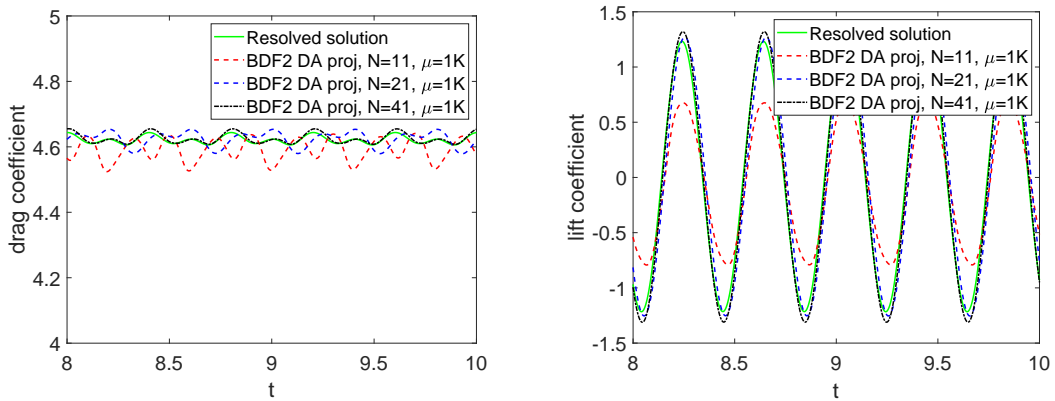 5
4.8
4.6
4.4
4.2
4
drag coefficient
8
8.5
9
9.5
10
t
Resolved solution
BDF2 DA proj, N=11, μ=1K
BDF2 DA proj, N=21, μ=1K
BDF2 DA proj, N=41, μ=1K
1.5
1
0.5
0
-0.5
-1
-1.5
lift coefficient
8
8.5
9
9.5
10
t
Resolved solution
BDF2 DA proj, N=11, μ=1K
BDF2 DA proj, N=21, μ=1K
BDF2 DA proj, N=41, μ=1K